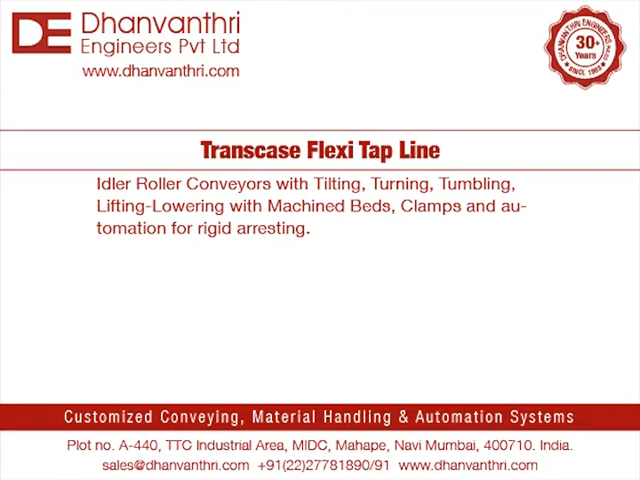 DE
Dhanvanthri
Engineers Pvt Ltd
www.dhanvanthri.com
DHANVANTHRI ENGINEERS
30+
Years
Transcase Flexi Tap Line
Idler Roller Conveyors with Tilting, Turning, Tumbling,
Lifting-Lowering with Machined Beds, Clamps and au-
tomation for rigid arresting.
Customized Conveying, Material Handling & Automation Systems
Plot no. A-440, TTC Industrial Area, MIDC, Mahape, Navi Mumbai, 400710. India.
sales@dhanvanthri.com +91(22)27781890/91 www.dhanvanthri.com